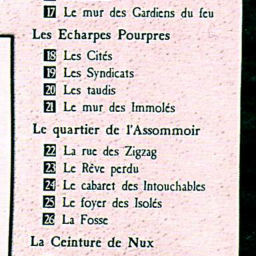 17 Le mur des Gardiens du feu
Les Echarpes Pourpres
18 Les Cités
19 Les Syndicats
20 Les taudis
21 Le mur des Immolés
Le quartier de l'Assommoir
22 La rue des Zigzag
23 Le Rêve perdu
24 Le cabaret des Intouchables
25 Le foyer des Isolés
26 La Fosse
La Ceinture de Nux